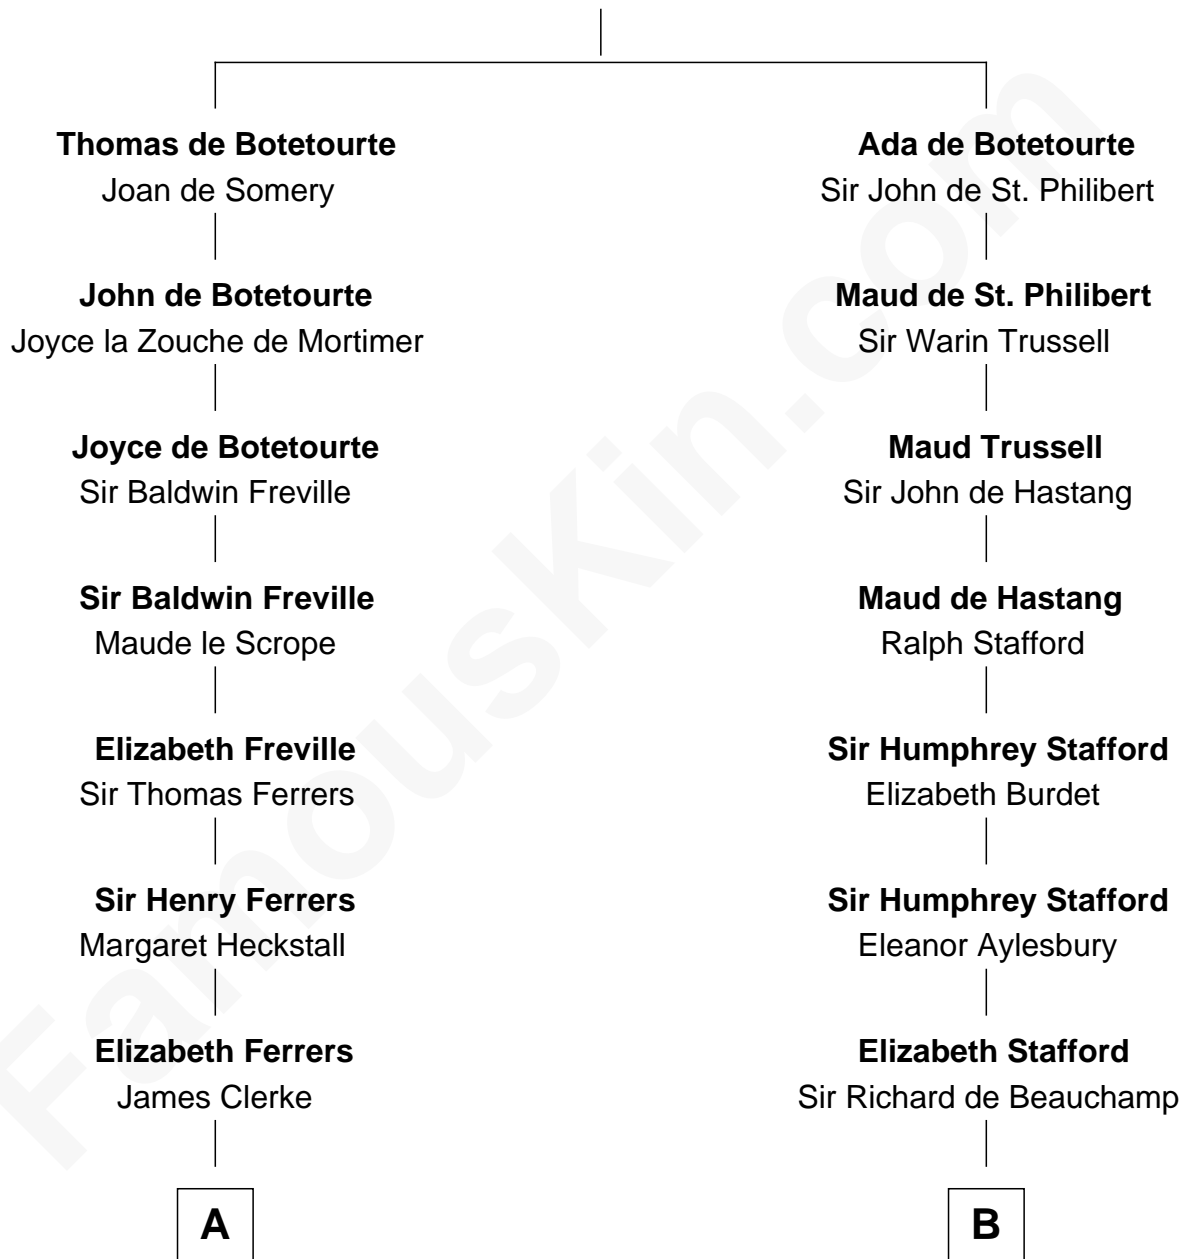 Thomas de Botetourte
Joan de Somery
John de Botetourte
Joyce la Zouche de Mortimer
Joyce de Botetourte
Sir Baldwin Freville
Sir Baldwin Freville
Maude le Scrope
Elizabeth Freville
Sir Thomas Ferrers
Sir Henry Ferrers
Margaret Heckstall
Elizabeth Ferrers
James Clerke
A
Ada de Botetourte
Sir John de St. Philibert
Maud de St. Philibert
Sir Warin Trussell
Maud Trussell
Sir John de Hastang
Maud de Hastang
Ralph Stafford
Sir Humphrey Stafford
Elizabeth Burdet
Sir Humphrey Stafford
Eleanor Aylesbury
Elizabeth Stafford
Sir Richard de Beauchamp
B
FamousKin.com